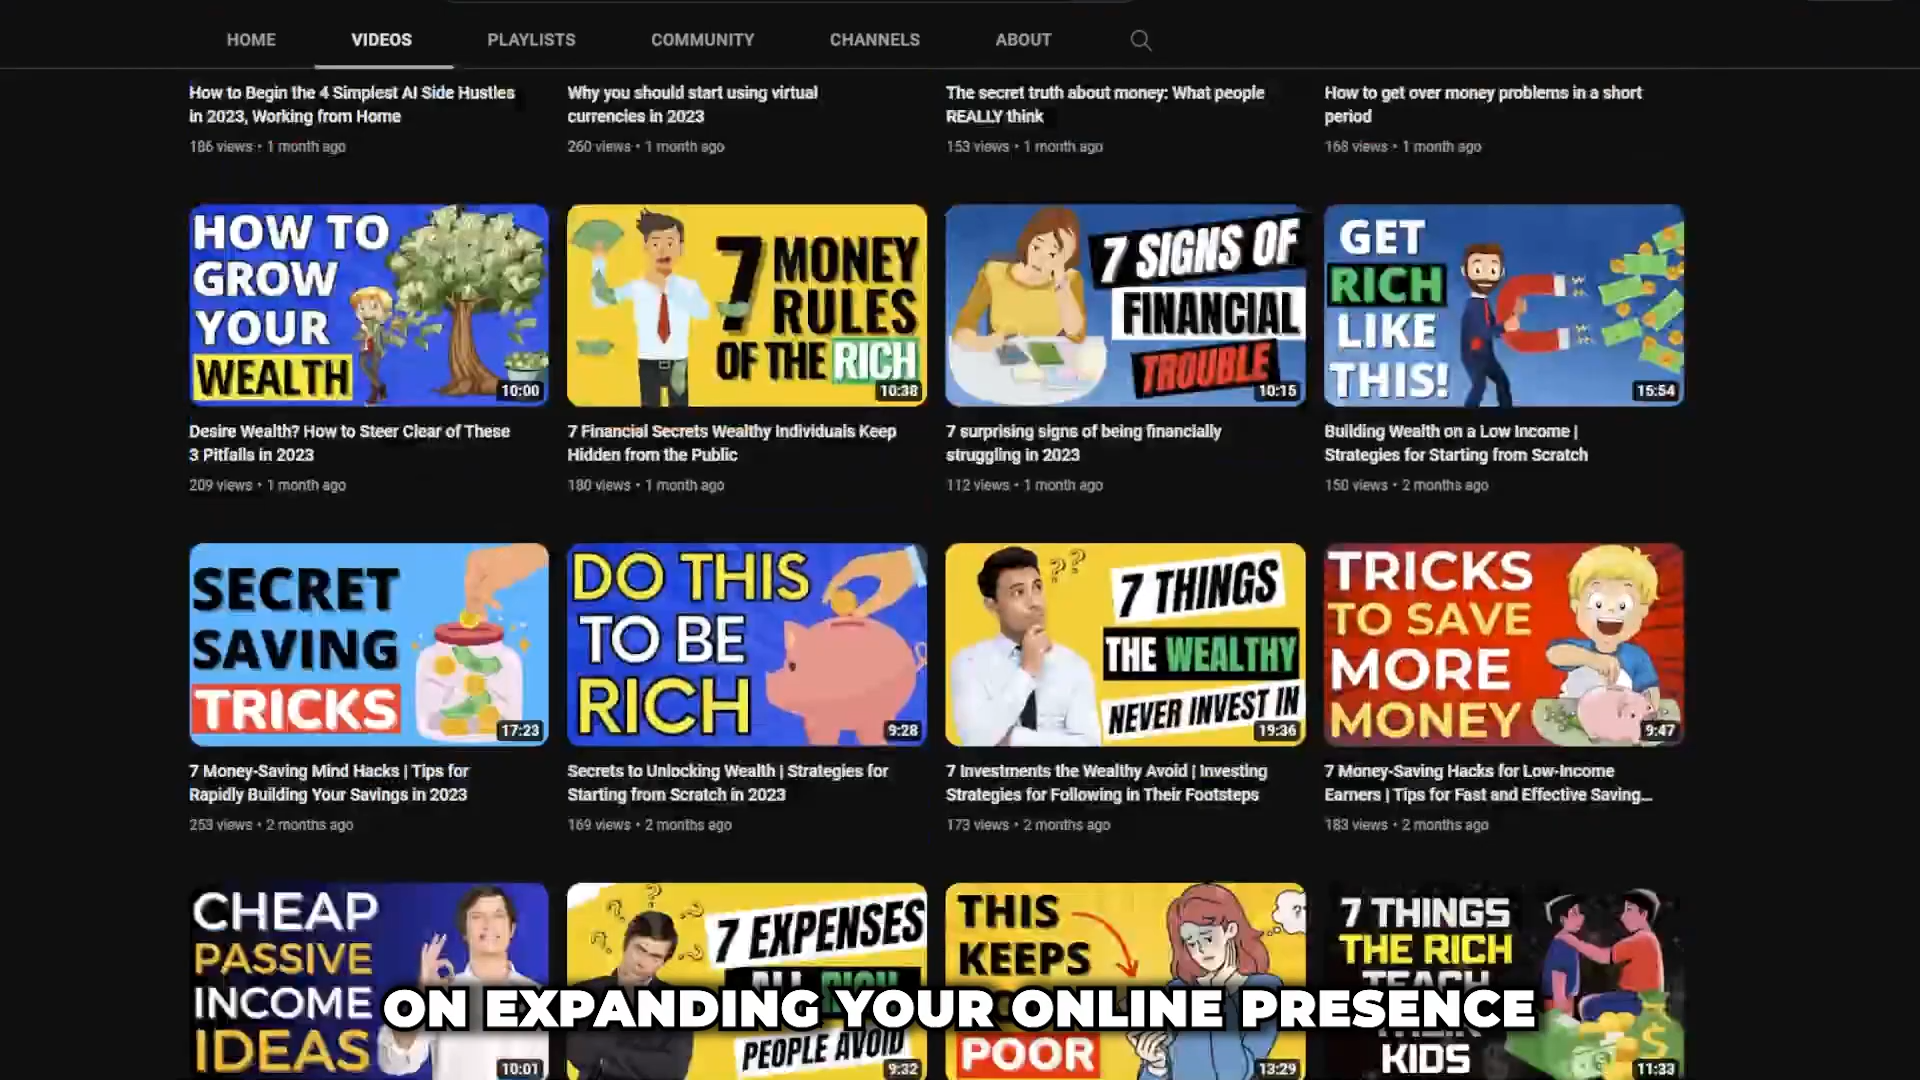 HOME VIDEOS PLAYLISTS COMMUNITY CHANNELS ABOUT
How to Begin the 4 Simplest AI Side Hustles
in 2023, Working from Home
186 views • 1 month ago
Why you should start using virtual
currencies in 2023
260 views • 1 month ago
The secret truth about money: What people
REALLY think
153 views • 1 month ago
How to get over money problems in a short
period
168 views • 1 month ago
HOW TO
GROW
YOUR
WEALTH
10:00
Desire Wealth? How to Steer Clear of These
3 Pitfalls in 2023
209 views • 1 month ago
7 MONEY
RULES
OF THE RICH
10:38
7 Financial Secrets Wealthy Individuals Keep
Hidden from the Public
180 views • 1 month ago
7 SIGNS OF
FINANCIAL
TROUBLE
10:15
7 surprising signs of being financially
struggling in 2023
112 views • 1 month ago
GET
RICH
LIKE
THIS!
15:54
Building Wealth on a Low Income |
Strategies for Starting from Scratch
150 views • 2 months ago
SECRET
SAVING
TRICKS
17:23
7 Money-Saving Mind Hacks | Tips for
Rapidly Building Your Savings in 2023
253 views • 2 months ago
DO THIS
TO BE
RICH
9:28
Secrets to Unlocking Wealth | Strategies for
Starting from Scratch in 2023
169 views • 2 months ago
7 THINGS
THE WEALTHY
NEVER INVEST IN
19:36
7 Investments the Wealthy Avoid | Investing
Strategies for Following in Their Footsteps
173 views • 2 months ago
TRICKS
TO SAVE
MORE
MONEY
9:47
7 Money-Saving Hacks for Low-Income
Earners | Tips for Fast and Effective Saving...
183 views • 2 months ago
CHEAP
PASSIVE
INCOME
IDEAS
10:01
7 EXPENSES
ALL RICH
PEOPLE AVOID
9:32
THIS
KEEPS
POOR
13:29
7 THINGS
THE RICH
TEACH
KIDS
11:33
ON EXPANDING YOUR ONLINE PRESENCE